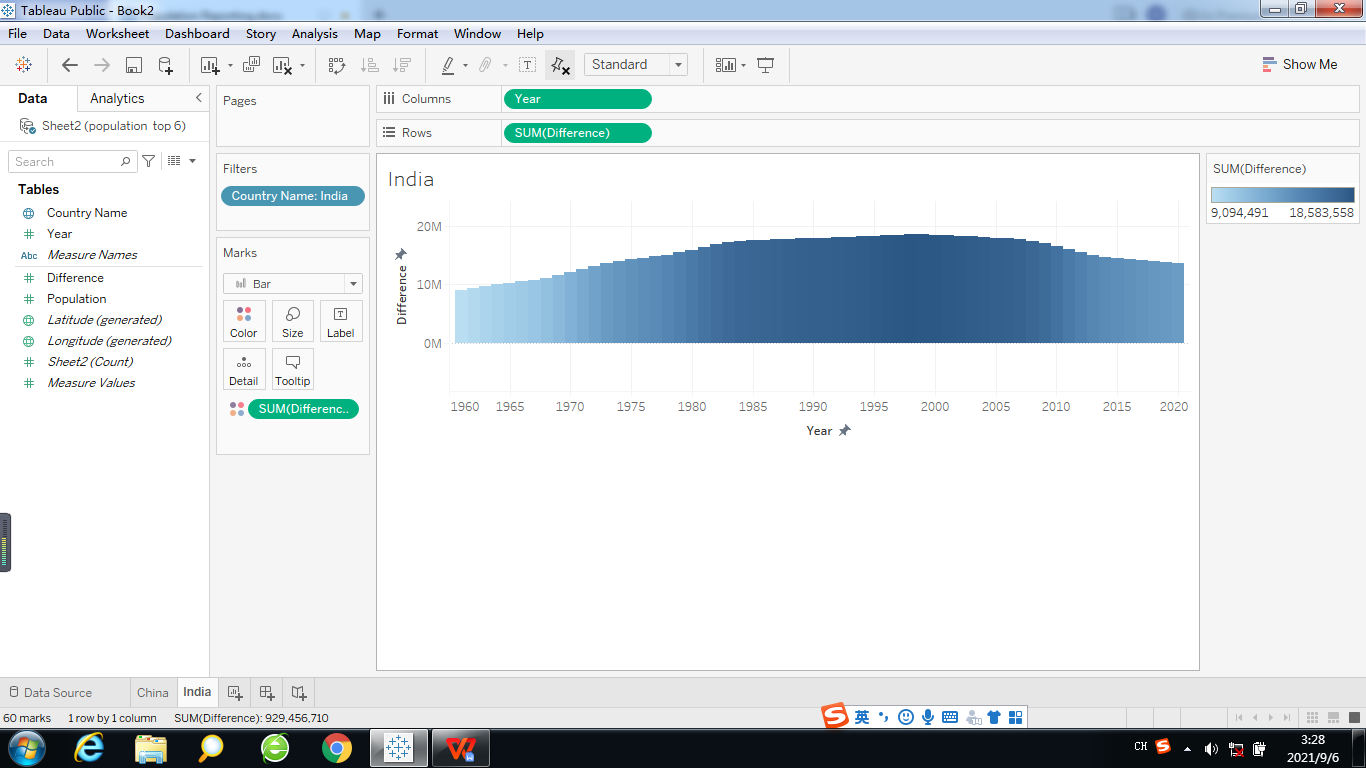 Tableau Public - Book2
File Data Worksheet Dashboard Story Analysis Map Format Window Help
Standard
Show Me
Data Analytics
Sheet2 (population top 6)
Search
Tables
Country Name
Year
Abc Measure Names
Difference
Population
Latitude (generated)
Longitude (generated)
Sheet2 (Count)
Measure Values
Pages
Filters
Country Name: India
Marks
Bar
Color Size Label
Detail Tooltip
SUM(Differenc..
Columns Year
Rows SUM(Difference)
India
20M
10M
0M
Difference
1960 1965 1970 1975 1980 1985 1990 1995 2000 2005 2010 2015 2020
Year
SUM(Difference)
9,094,491 18,583,558
Data Source China India
60 marks 1 row by 1 column SUM(Difference): 929,456,710
英
CH
3:28
2021/9/6